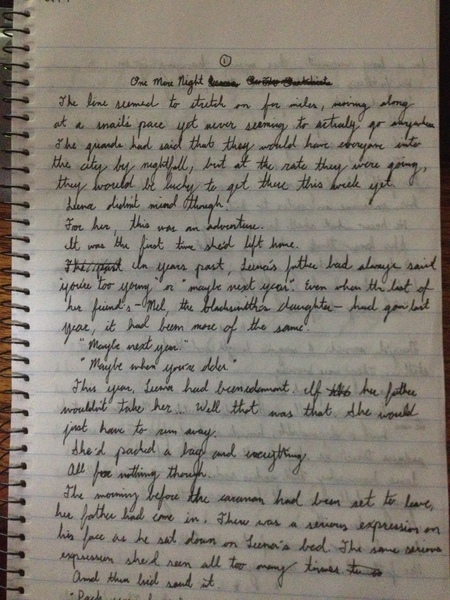 1
One More Night
The line seemed to stretch on for miles, moving along
at a snail's pace yet never seeming to actualy go anywhere
The guards had said that they would have everyone into
the city by nightfall, but at the rate they were going,
they would be lucky to get there this week yet.
Leena didn't mind though.
For her, this was an adventure.
It was the first time she'd left home.
In years past, Leena's father had always said
"you're too young" or "maybe next year". Even when the last of
her friend's - Mel, the blacksmiths daughter - had gon last
year, it had been more of the same.
"Maybe next year."
"Maybe when you're older"
This year, Leena had been edamant. If her father
wouldn't take her... Well that was that. She would
just have to run away.
She'd packed a bag and everything.
All for nothing though.
The morning before the caravan had been set to leave,
her father had come in. There was a serious expression on
his face as he sat down on Leena's bed. The same serious
expression she'd seen all too many times
And then he'd said it.
"Pack